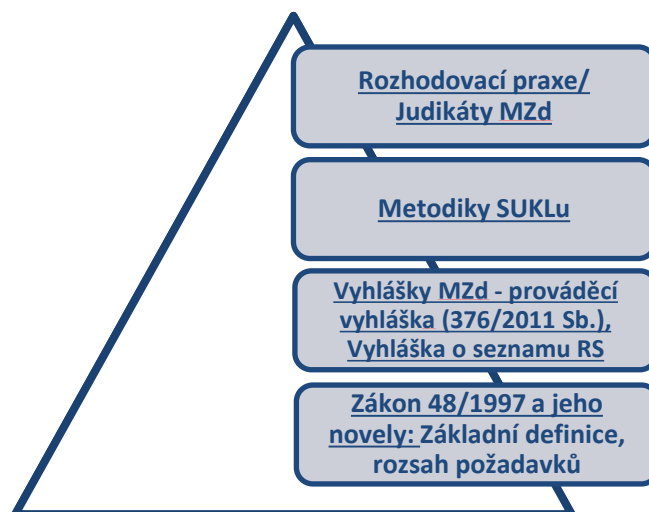 Rozhodovací praxe/
Judikáty MZd
Metodiky SUKLu
Vyhlášky MZd - prováděcí
vyhláška (376/2011 Sb.),
Vyhláška o seznamu RS
Zákon 48/1997 a jeho
novely: Základní definice,
rozsah požadavků